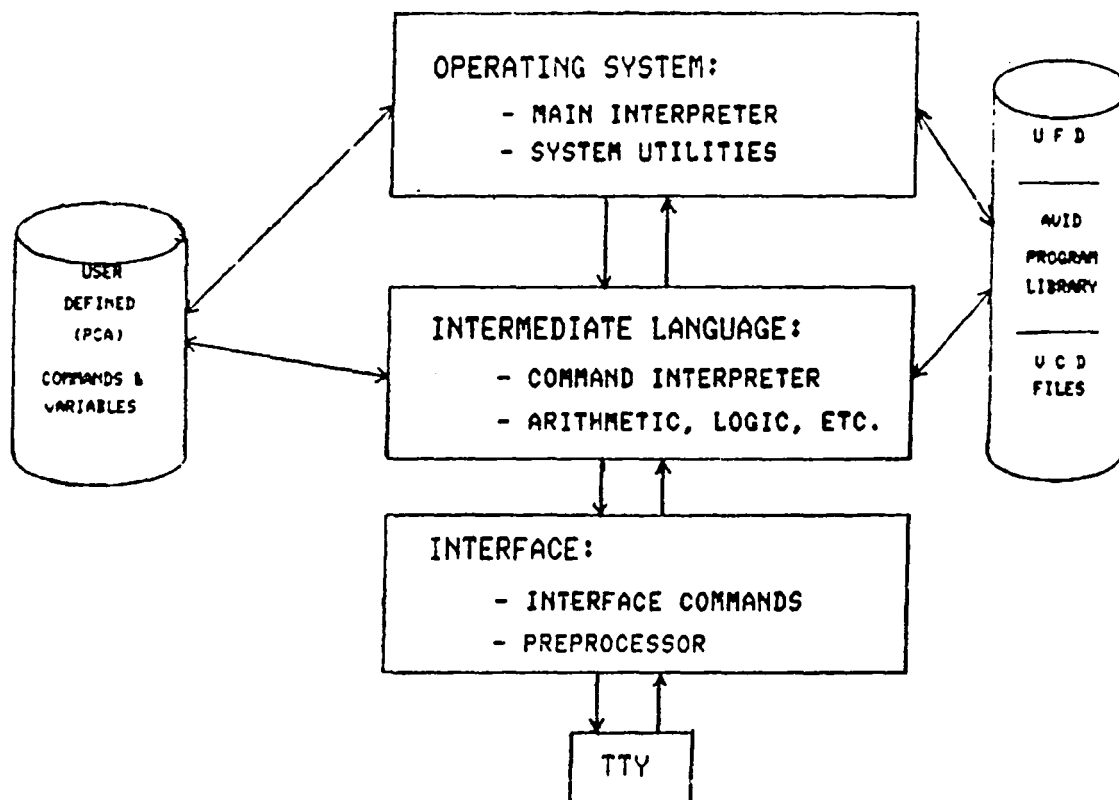 OPERATING SYSTEM:
- MAIN INTERPRETER
- SYSTEM UTILITIES
USER
DEFINED
(PCA)
COMMANDS &
VARIABLES
U F D
AVID
PROGRAM
LIBRARY
V C D
FILES
INTERMEDIATE LANGUAGE:
- COMMAND INTERPRETER
- ARITHMETIC, LOGIC, ETC.
INTERFACE:
- INTERFACE COMMANDS
- PREPROCESSOR
TTY